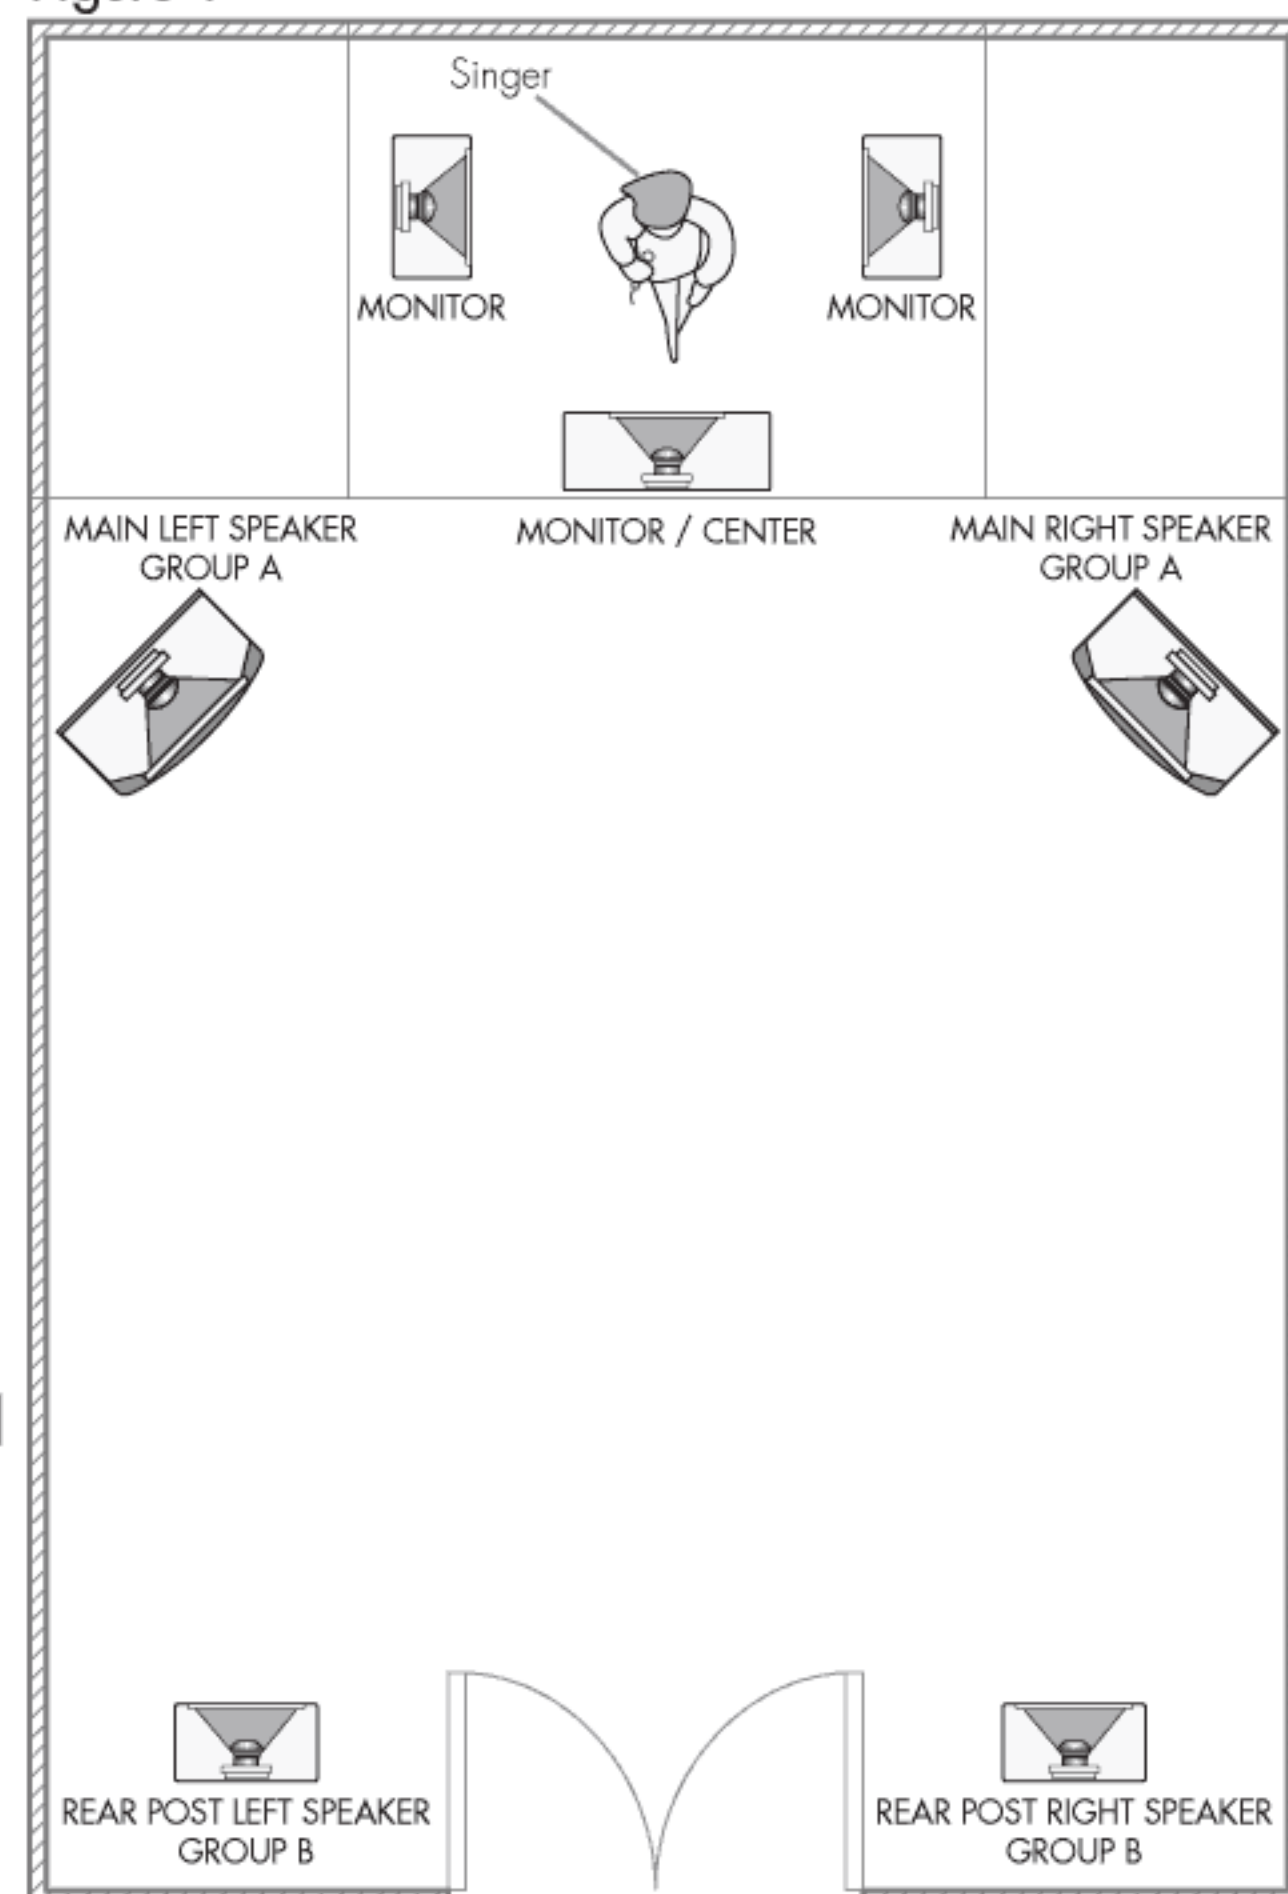 Singer
MONITOR
MONITOR
MAIN LEFT SPEAKER
GROUP A
MONITOR / CENTER
MAIN RIGHT SPEAKER
GROUP A
REAR POST LEFT SPEAKER
GROUP B
REAR POST RIGHT SPEAKER
GROUP B